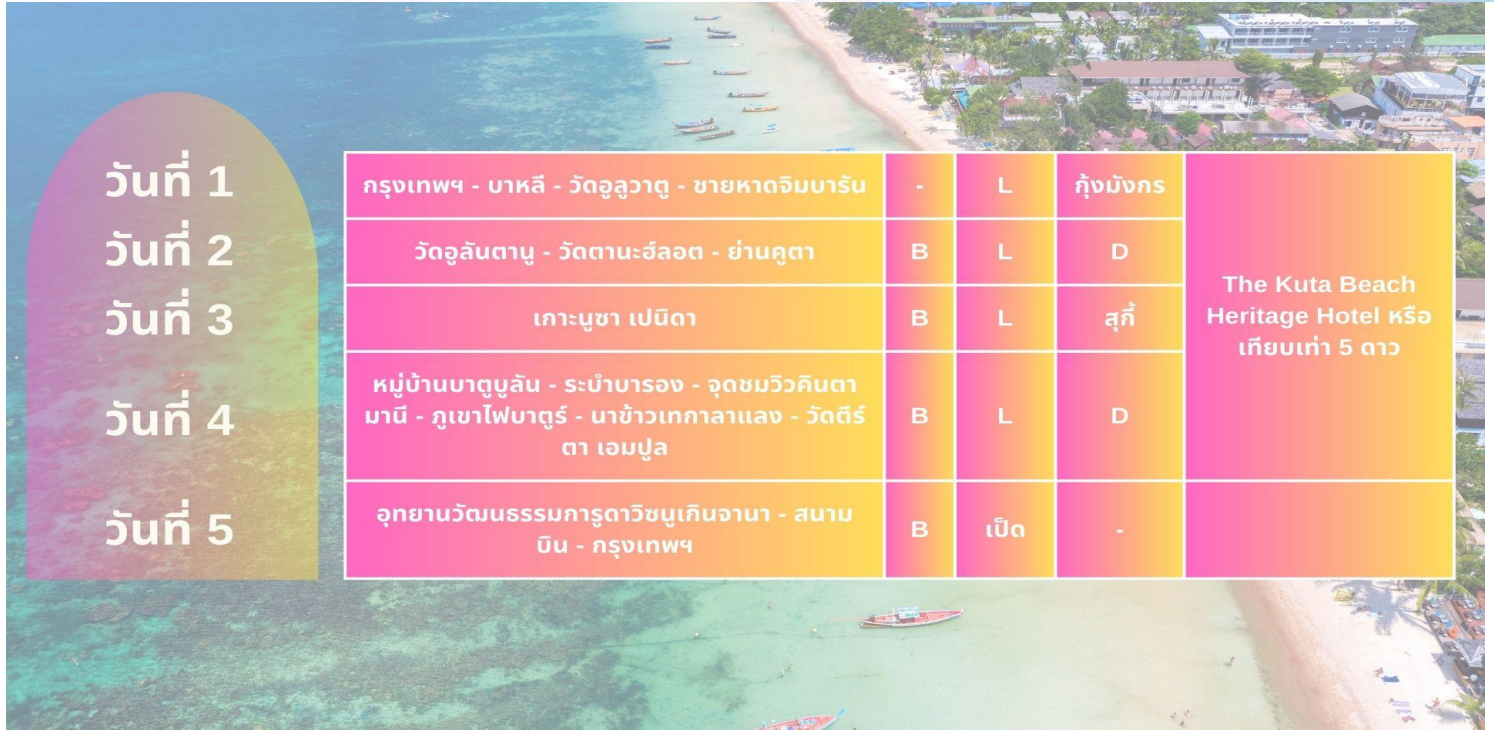 วันที่ 1
กรุงเทพฯ - บาหลี - วัดอูลูวาตู - ชายหาดจิมบารัน
-
L
กุ้งมังกร
The Kuta Beach
Heritage Hotel หรือ
เทียบเท่า 5 ดาว
วันที่ 2
วัดอูลันตานู - วัดตานะฮ์ลอต - ย่านคูตา
B
L
D
วันที่ 3
เกาะนูซา เปนิดา
B
L
สุกี้
วันที่ 4
หมู่บ้านบาตูบูลัน - ระบำบารอง - จุดชมวิวคินตา
มานี - ภูเขาไฟบาตูร์ - นาข้าวเทกาลาแลง - วัดตีร์
ตา เอมปูล
B
L
D
วันที่ 5
อุทยานวัฒนธรรมการูดาวิซนูเกินจานา - สนาม
บิน - กรุงเทพฯ
B
เป็ด
-